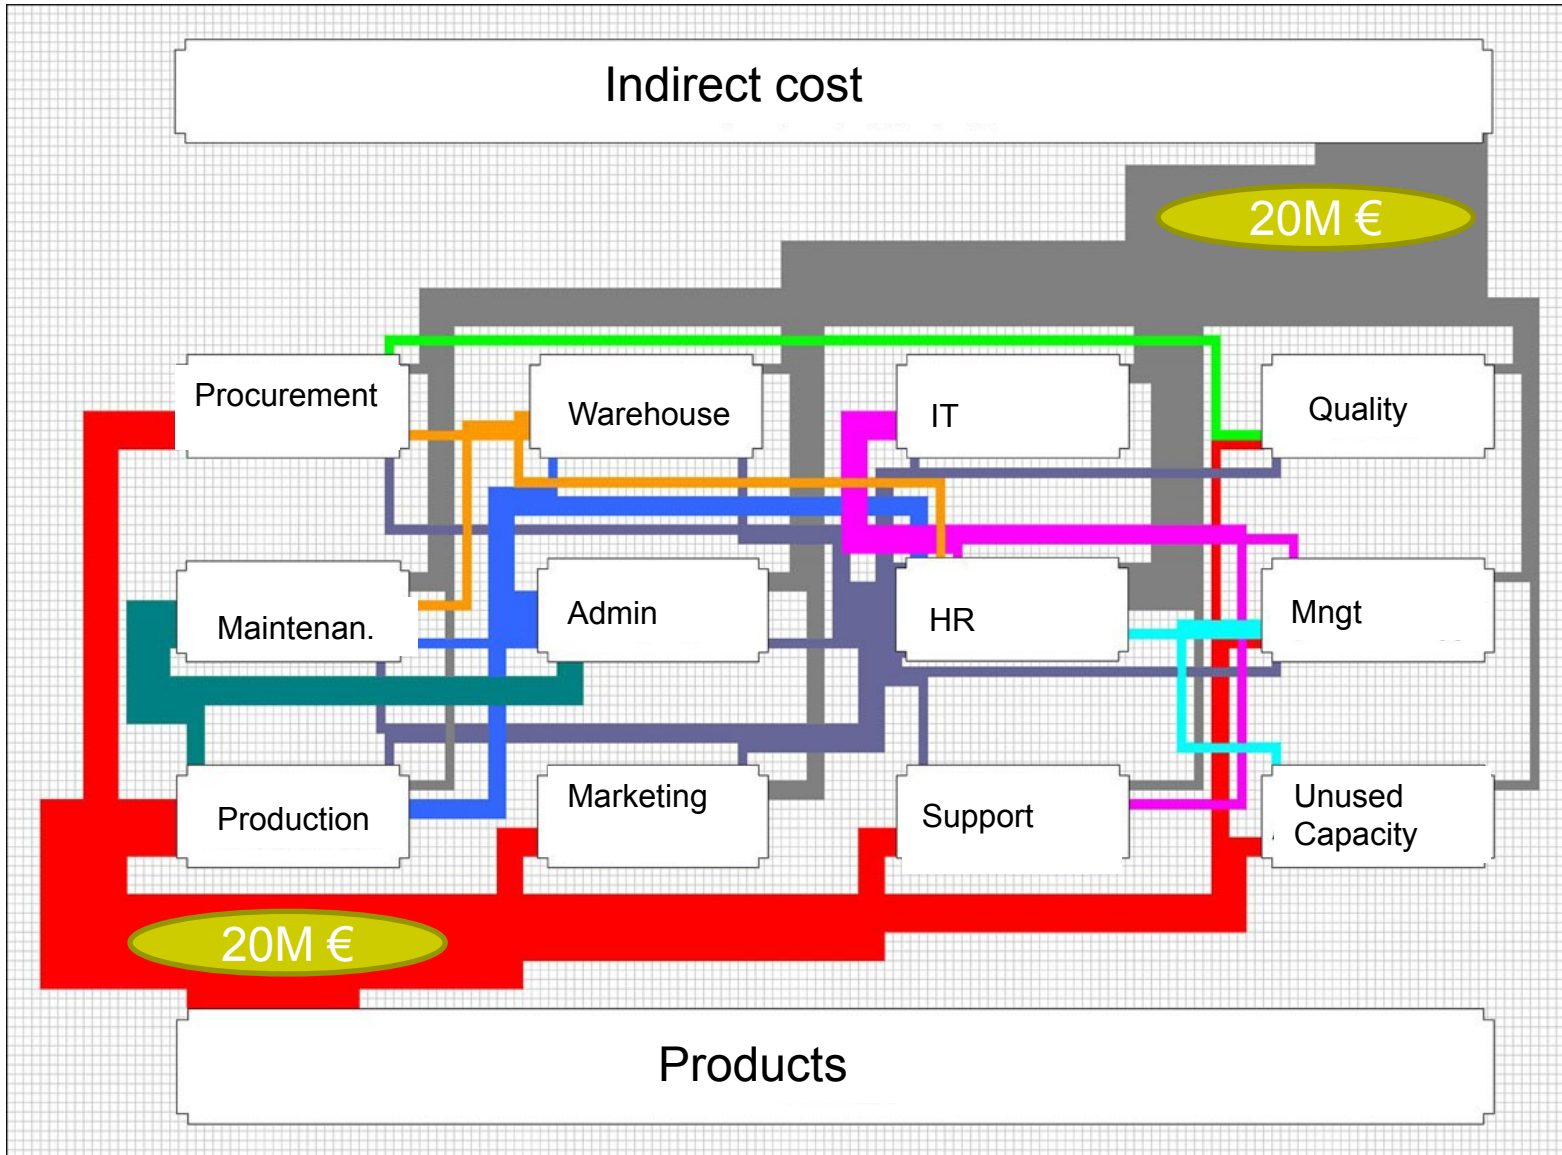 Indirect cost
20M €
Procurement
Warehouse
IT
Quality
Maintenan.
Admin
HR
Mngt
Production
Marketing
Support
Unused
Capacity
20M €
Products